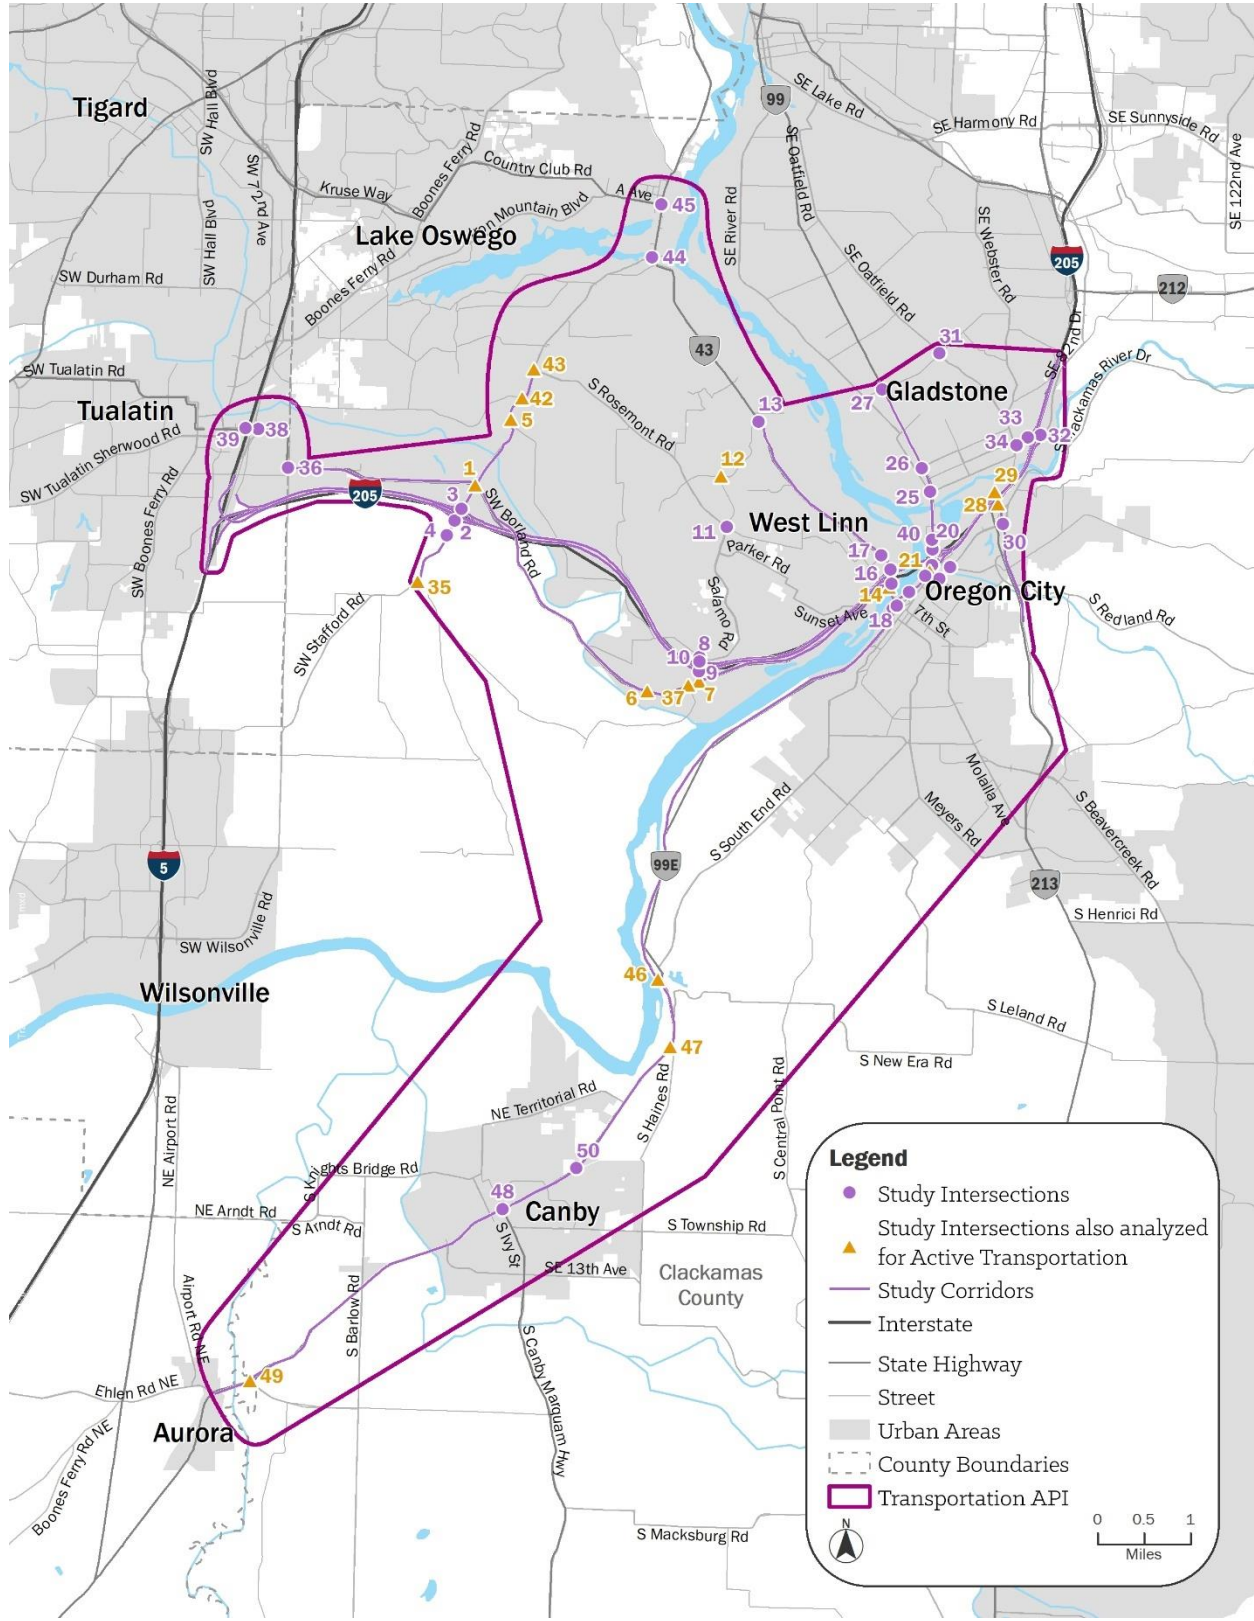 Tigard
SW Hall Blvd
SW 72nd Ave
Kruse Way
Boones Ferry Rd
Country Club Rd
A Ave
Lake Oswego
Mountain Blvd
Boones Ferry Rd
SW Durham Rd
SW Hall Blvd
99
SE Lake Rd
SE Harmony Rd
SE Sunnyside Rd
SE 122nd Ave
SE Oatfield Rd
SE River Rd
SE Webster Rd
SE Oatfield Rd
205
212
SE 82nd Dr
Clackamas River Dr
45
44
43
31
SW Tualatin Rd
Tualatin
SW Tualatin Sherwood Rd
SW Boones Ferry Rd
39
38
36
205
43
42
5
1
3
4
2
SW Borland Rd
35
SW Stafford Rd
S Rosemont Rd
13
12
11
West Linn
Parker Rd
Salamo Rd
Sunset Ave
27
Gladstone
33
34
32
26
25
29
28
30
40
20
21
17
16
14
18
Oregon City
7th St
S Redland Rd
8
10
9
6
37
7
Molalla Ave
Meyers Rd
S Beavercreek Rd
S South End Rd
5
99E
213
S Henrici Rd
SW Wilsonville Rd
Wilsonville
46
S Leland Rd
47
S New Era Rd
S Haines Rd
S Central Point Rd
NE Airport Rd
NE Territorial Rd
50
S Kni
ghts Bridge Rd
48
Canby
NE Arndt Rd
S Arndt Rd
S Ivy St
S Township Rd
SE 13th Ave
Clackamas
County
Airport Rd NE
S Barlow Rd
S Canby Marquam Hwy
Ehlen Rd NE
49
Aurora
Boones Ferry Rd NE
S Macksburg Rd
Legend
Study Intersections
Study Intersections also analyzed
for Active Transportation
Study Corridors
Interstate
State Highway
Street
Urban Areas
County Boundaries
Transportation API
N
0 0.5 1
Miles